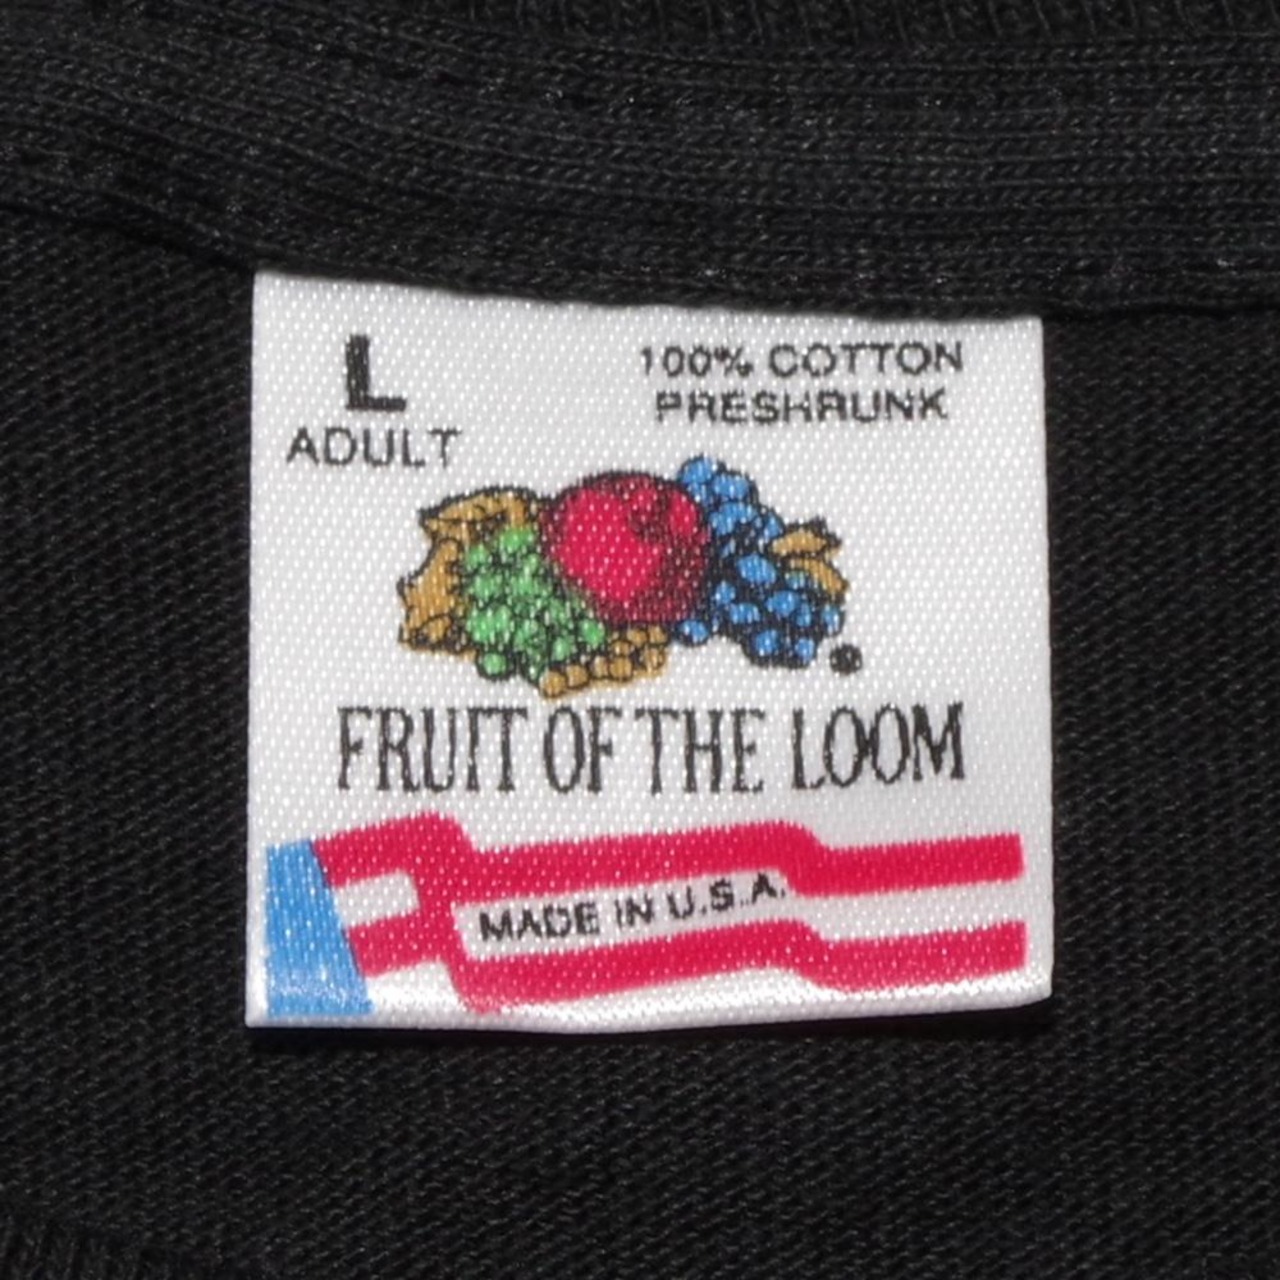 L
ADULT
100% COTTON
PRESHRUNK
FRUIT OF THE LOOM
MADE IN U.S.A.